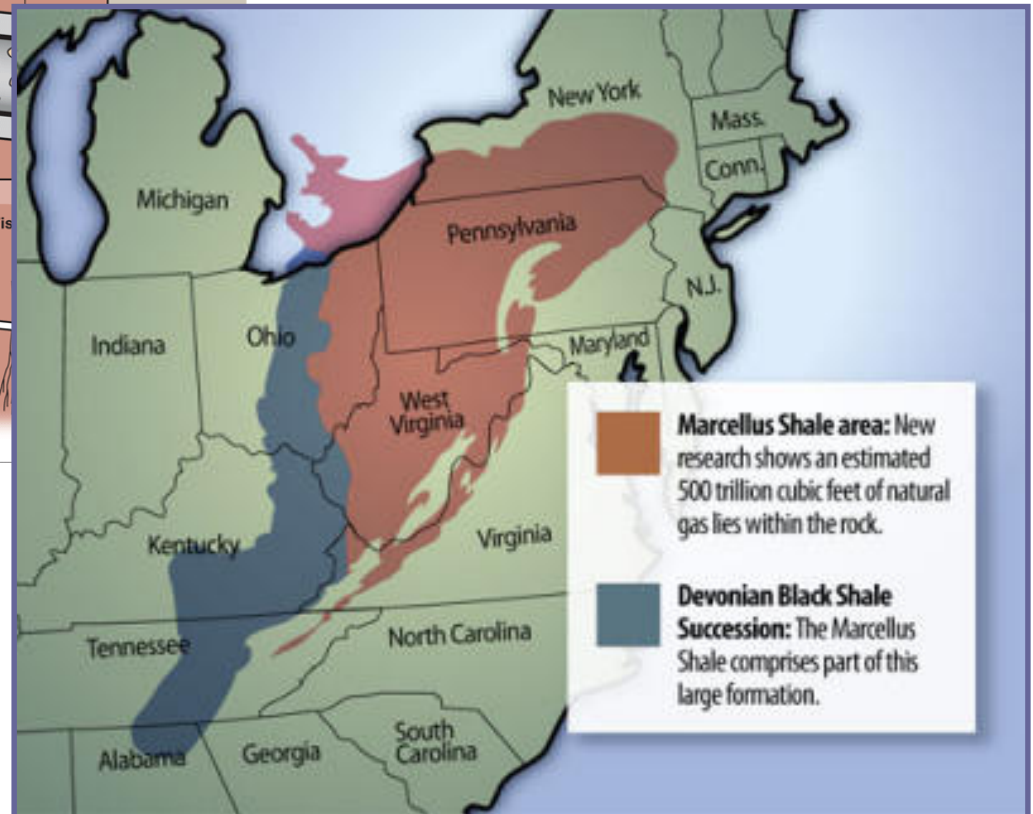 New York
Mass.
Conn.
Michigan
Pennsylvania
N.J.
Indiana
Ohio
Maryland
West
Virginia
Kentucky
Virginia
Tennessee
North Carolina
South
Carolina
Alabama
Georgia
Marcellus Shale area: New
research shows an estimated
500 trillion cubic feet of natural
gas lies within the rock.
Devonian Black Shale
Succession: The Marcellus
Shale comprises part of this
large formation.